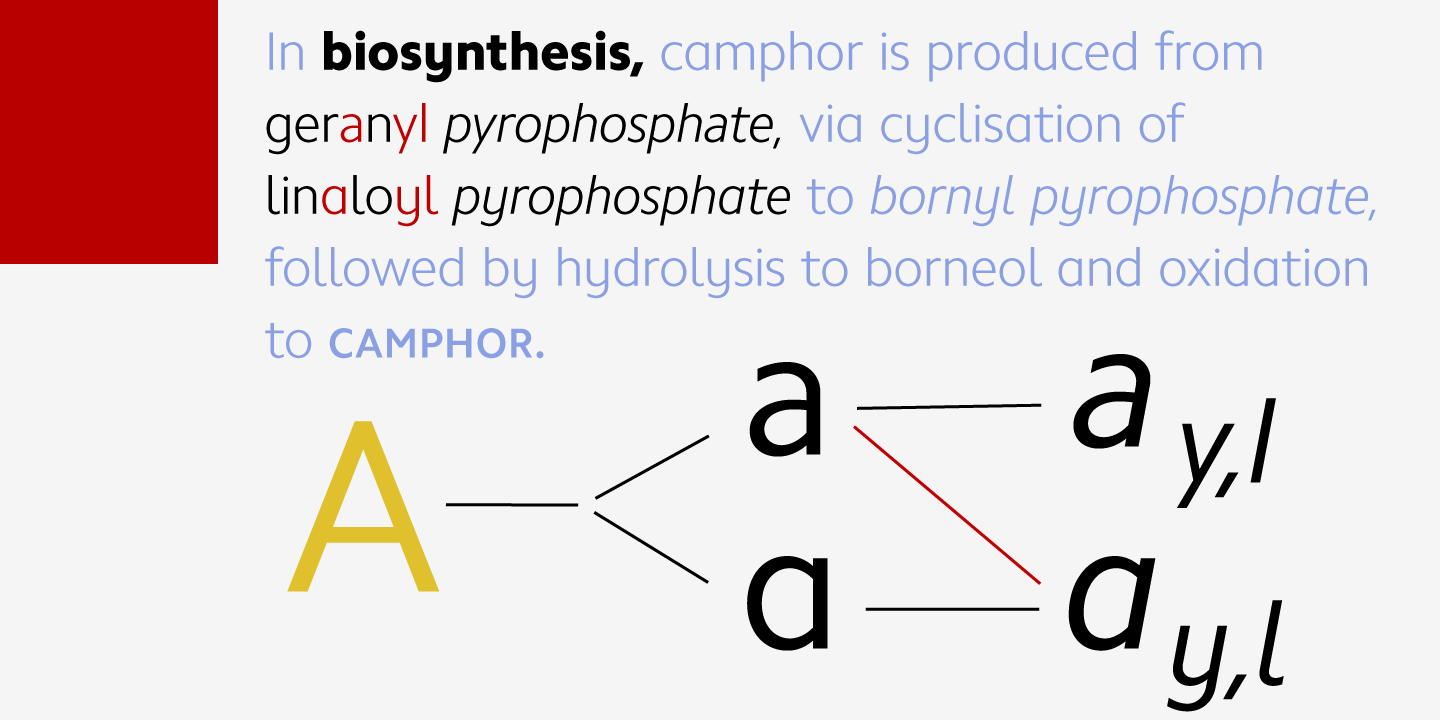 In biosynthesis, camphor is produced from
geranyl pyrophosphate, via cyclisation of
linaloyl pyrophosphate to bornyl pyrophosphate,
followed by hydrolysis to borneol and oxidation
to CAMPHOR.
a a y,l
A
a a y,l